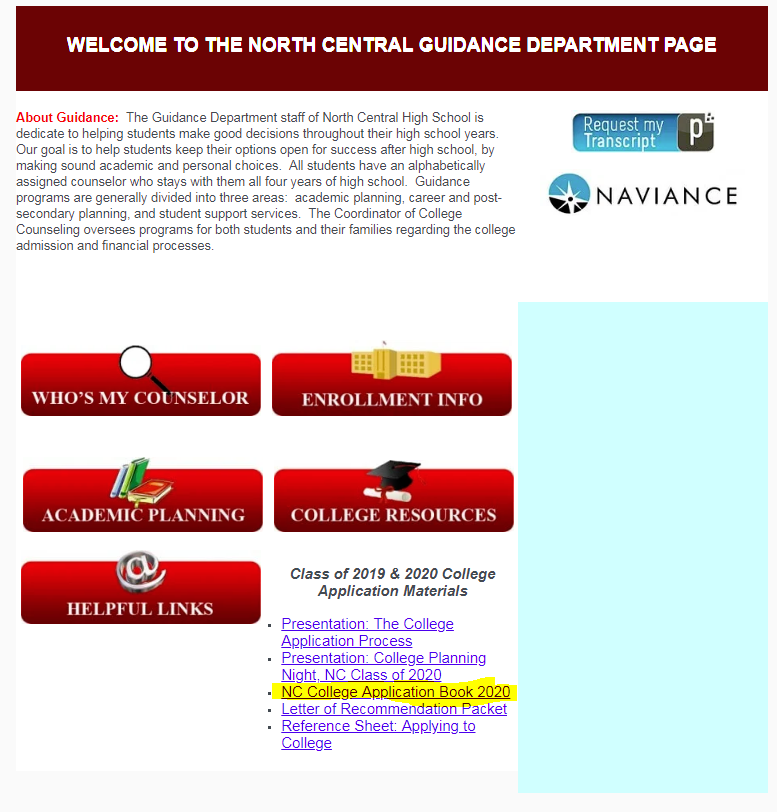 WELCOME TO THE NORTH CENTRAL GUIDANCE DEPARTMENT PAGE
About Guidance: The Guidance Department staff of North Central High School is
dedicate to helping students make good decisions throughout their high school years.
Our goal is to help students keep their options open for success after high school, by
making sound academic and personal choices. All students have an alphabetically
assigned counselor who stays with them all four years of high school. Guidance
programs are generally divided into three areas: academic planning, career and post-
secondary planning, and student support services. The Coordinator of College
Counseling oversees programs for both students and their families regarding the college
admission and financial processes.
Request my
Transcript
p
NAVIANCE
WHO'S MY COUNSELOR
ENROLLMENT INFO
ACADEMIC PLANNING
COLLEGE RESOURCES
@
HELPFUL LINKS
Class of 2019 & 2020 College
Application Materials
Presentation: The College
Application Process
Presentation: College Planning
Night, NC Class of 2020
NC College Application Book 2020
Letter of Recommendation Packet
Reference Sheet: Applying to
College